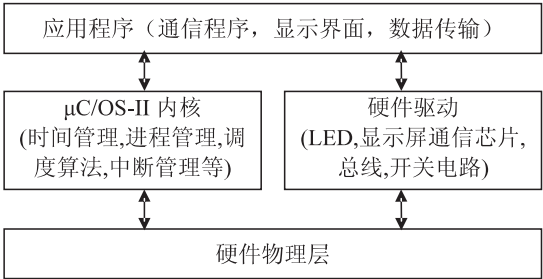 应用程序（通信程序，显示界面，数据传输）
μC/OS-II 内核
(时间管理,进程管理,调
度算法,中断管理等)
硬件驱动
(LED,显示屏通信芯片,
总线,开关电路)
硬件物理层